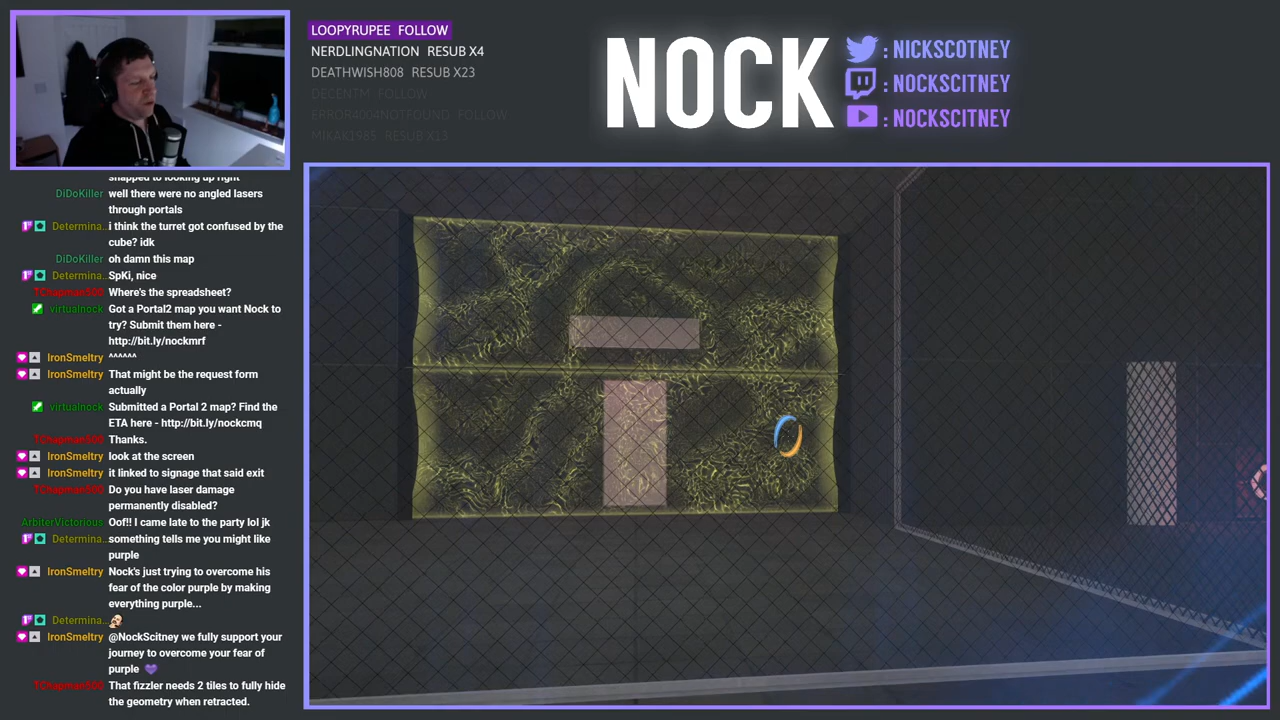 LOOPYRUPEE FOLLOW
NERDLINGNATION RESUB X4
DEATHWISH808 RESUB X23
DECENTM FOLLOW
ERROR4004NOTFOUND FOLLOW
MIKAK1985 RESUB X13
NOCK
: NICKSCOTNEY
: NOCKSCITNEY
: NOCKSCITNEY
snapped to looking up right
DiDoKiller well there were no angled lasers
through portals
Determina... i think the turret got confused by the
cube? idk
DiDoKiller oh damn this map
Determina... SpKi, nice
TChapman500 Where's the spreadsheet?
virtualnock Got a Portal2 map you want Nock to
try? Submit them here -
http://bit.ly/nockmrf
IronSmeltry ^^^^^^
IronSmeltry That might be the request form
actually
virtualnock Submitted a Portal 2 map? Find the
ETA here - http://bit.ly/nockcmq
TChapman500 Thanks.
IronSmeltry look at the screen
IronSmeltry it linked to signage that said exit
TChapman500 Do you have laser damage
permanently disabled?
ArbiterVictorious Oof!! I came late to the party lol jk
Determina... something tells me you might like
purple
IronSmeltry Nock's just trying to overcome his
fear of the color purple by making
everything purple...
Determina...
IronSmeltry @NockScitney we fully support your
journey to overcome your fear of
purple 💜
TChapman500 That fizzler needs 2 tiles to fully hide
the geometry when retracted.